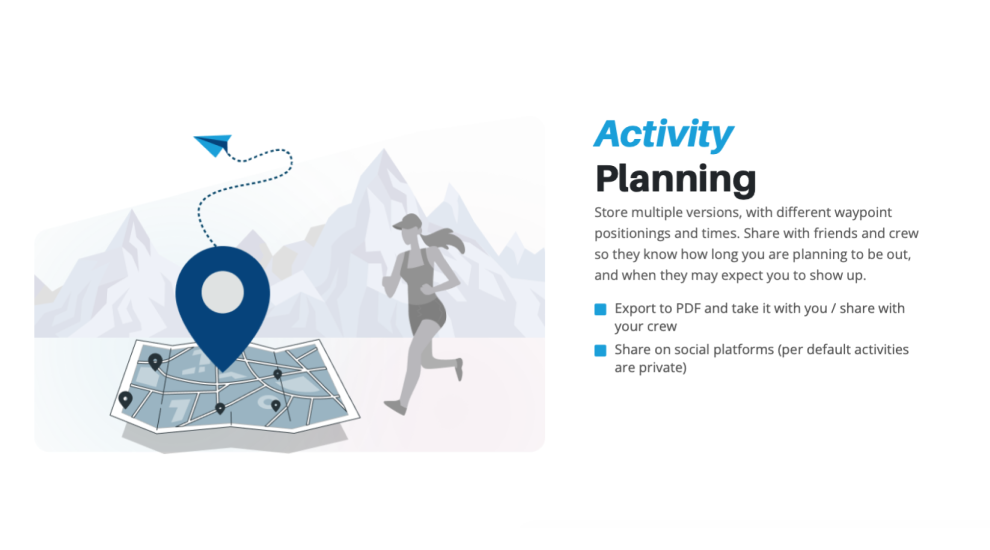 Activity
Planning
Store multiple versions, with different waypoint
positionings and times. Share with friends and crew
so they know how long you are planning to be out,
and when they may expect you to show up.
Export to PDF and take it with you / share with
your crew
Share on social platforms (per default activities
are private)